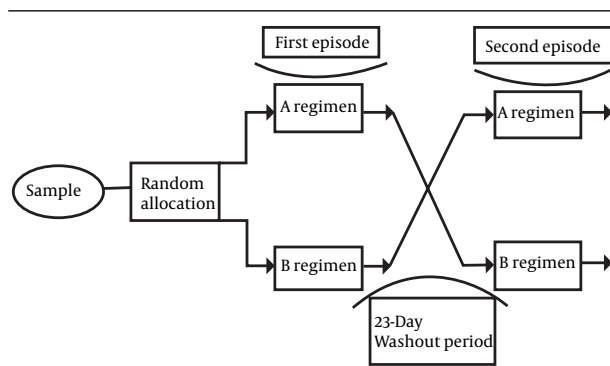 First episode
Second episode
A regimen
A regimen
Sample
Random
allocation
B regimen
B regimen
23-Day
Washout period